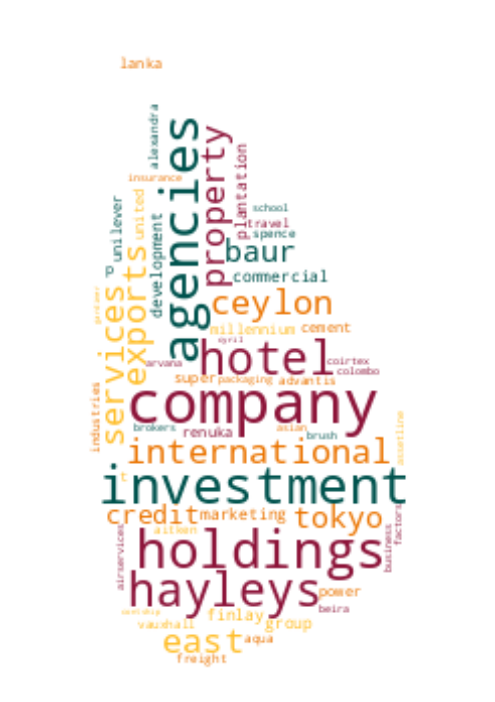 lanka
alexandra
agencies
property
plantation
insurance
unilever
united
development
school
travel
spence
baur
commercial
p
exports
services
gardiner
ceylon
millennium
cement
cyril
hotel
arvana
coirtex
colombo
super
packaging
advantis
company
industries
brokers
renuka
asian
brush
assetline
international
t
investment
credit
marketing
tokyo
aitken
factors
business
holdings
airservices
hayleys
power
beira
vauxhall
finlay
group
east
aqua
freight